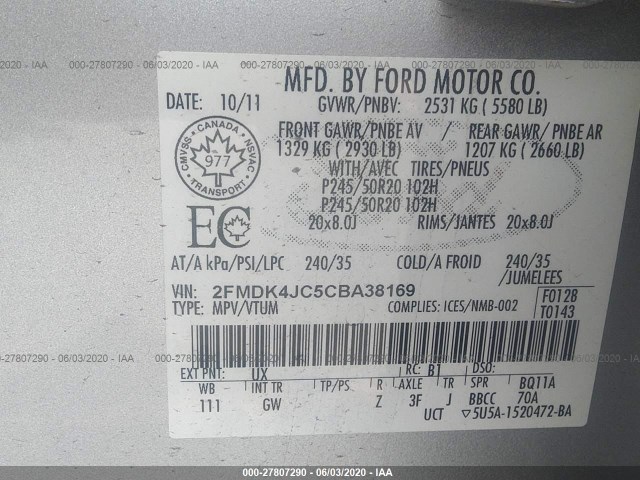 000-27807290 - 06/03/2020 - IAA 000-27807290 - 06/03/2020 - IAA 000-27807290 - 06/03/2020 - IAA
MFD. BY FORD MOTOR CO.
DATE: 10/11 GVWR/PNBV: 2531 KG ( 5580 LB)
FRONT GAWR/PNBE AV / REAR GAWR/ PNBE AR
1329 KG ( 2930 LB) 1207 KG ( 2660 LB)
CANADA
CMVSS 977 NSVAC
TRANSPORT
WITH/AVEC TIRES/PNEUS
P245/50R20 102H
P245/50R20 102H
EC 20x8.0J RIMS/JANTES 20x8.0J
AT/A kPa/PSI/LPC 240/35 COLD/A FROID 240/35
/JUMELEES
VIN: 2FMDK4JC5CBA38169 F0128
TYPE: MPV/VTUM COMPLIES: ICES/NMB-002 T0143
000-27807290 - 06/03/2020 - IAA 000-27807290 - 06/03/2020 - IAA 000-27807290 - 06/03/2020 - IAA
EXT PNT: UX RC: B1 DSO:
WB INT TR TP/PS R AXLE TR SPR BQ11A
111 GW Z 3F J BBCC 70A
UCT ▽5U5A-1520472-BA
000-27807290 - 06/03/2020 - IAA